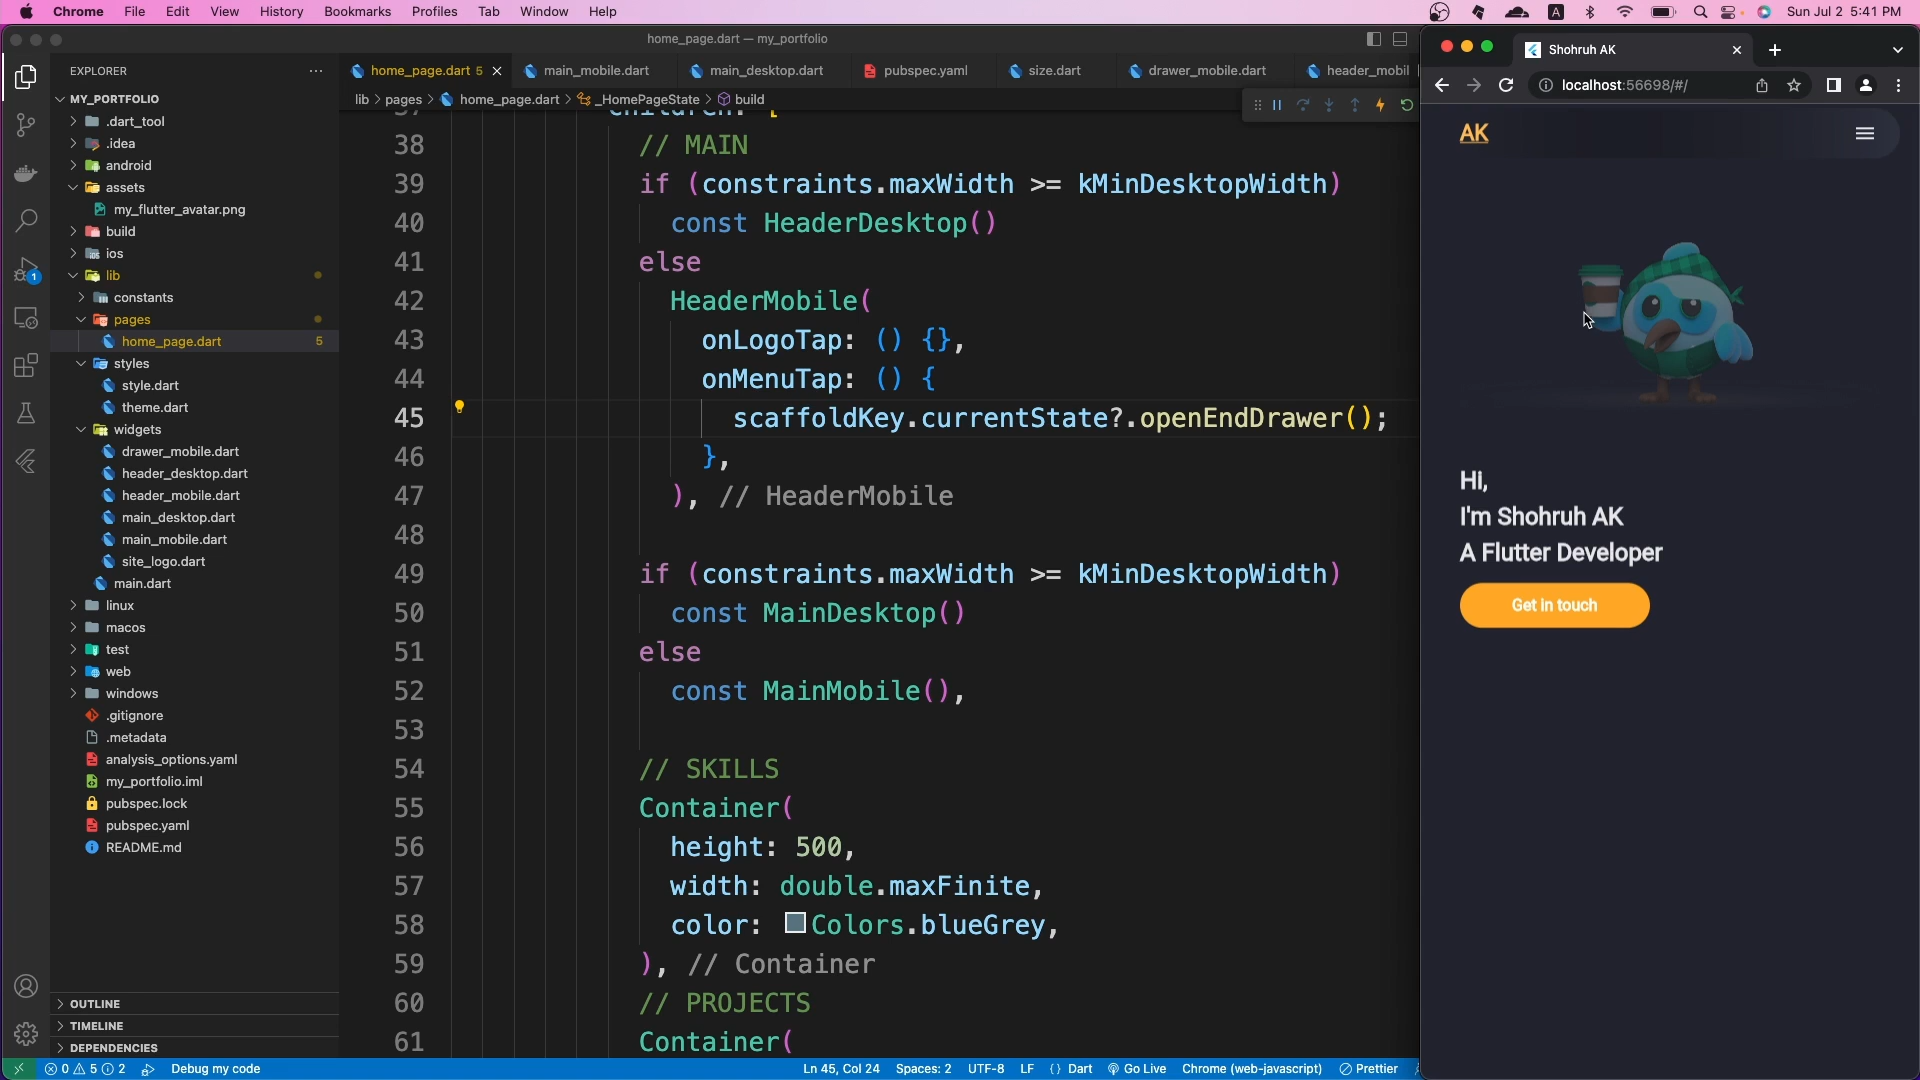 Chrome File Edit View History Bookmarks Profiles Tab Window Help
A Sun Jul 2 5:41 PM
home_page.dart — my_portfolio
EXPLORER
MY_PORTFOLIO
.dart_tool
.idea
android
assets
my_flutter_avatar.png
build
ios
lib
constants
pages
home_page.dart 5
styles
style.dart
theme.dart
widgets
drawer_mobile.dart
header_desktop.dart
header_mobile.dart
main_desktop.dart
main_mobile.dart
site_logo.dart
main.dart
linux
macos
test
web
windows
.gitignore
.metadata
analysis_options.yaml
my_portfolio.iml
pubspec.lock
pubspec.yaml
README.md
OUTLINE
TIMELINE
DEPENDENCIES
1
home_page.dart 5 main_mobile.dart main_desktop.dart pubspec.yaml size.dart drawer_mobile.dart header_mobil
lib > pages > home_page.dart > _HomePageState > build
37 children: [
38 // MAIN
39 if (constraints.maxWidth >= kMinDesktopWidth)
40 const HeaderDesktop()
41 else
42 HeaderMobile(
43 onLogoTap: () {},
44 onMenuTap: () {
45 scaffoldKey.currentState?.openEndDrawer();
46 },
47 ), // HeaderMobile
48
49 if (constraints.maxWidth >= kMinDesktopWidth)
50 const MainDesktop()
51 else
52 const MainMobile(),
53
54 // SKILLS
55 Container(
56 height: 500,
57 width: double.maxFinite,
58 color: Colors.blueGrey,
59 ), // Container
60 // PROJECTS
61 Container(
0 5 2 Debug my code Ln 45, Col 24 Spaces: 2 UTF-8 LF {} Dart Go Live Chrome (web-javascript) Prettier
Shohruh AK
localhost:56698/#/
AK
Hi,
I'm Shohruh AK
A Flutter Developer
Get in touch